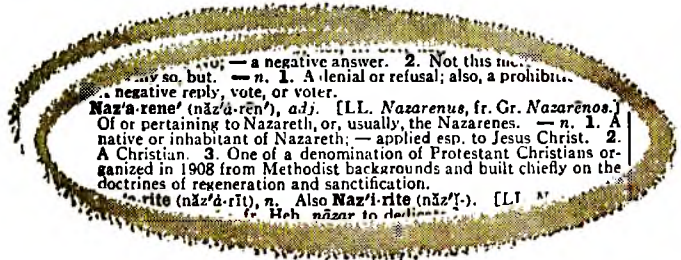 — a negative answer. 2. Not this
so, but. — n. 1. A denial or refusal; also, a
negative reply, vote, or voter.
Naz′a·rene′ (năz′ȧ·rēn′), adj. [LL. Nazarenus, fr. Gr. Nazarēnos.]
Of or pertaining to Nazareth, or, usually, the Nazarenes. — n. 1. A
native or inhabitant of Nazareth; — applied esp. to Jesus Christ. 2.
A Christian. 3. One of a denomination of Protestant Christians or-
ganized in 1908 from Methodist backgrounds and built chiefly on the
doctrines of regeneration and sanctification.
(năz′ȧ·rīt), n. Also Naz′i·rite (năz′ĭ-). [LL
fr. Heb. nāzar to